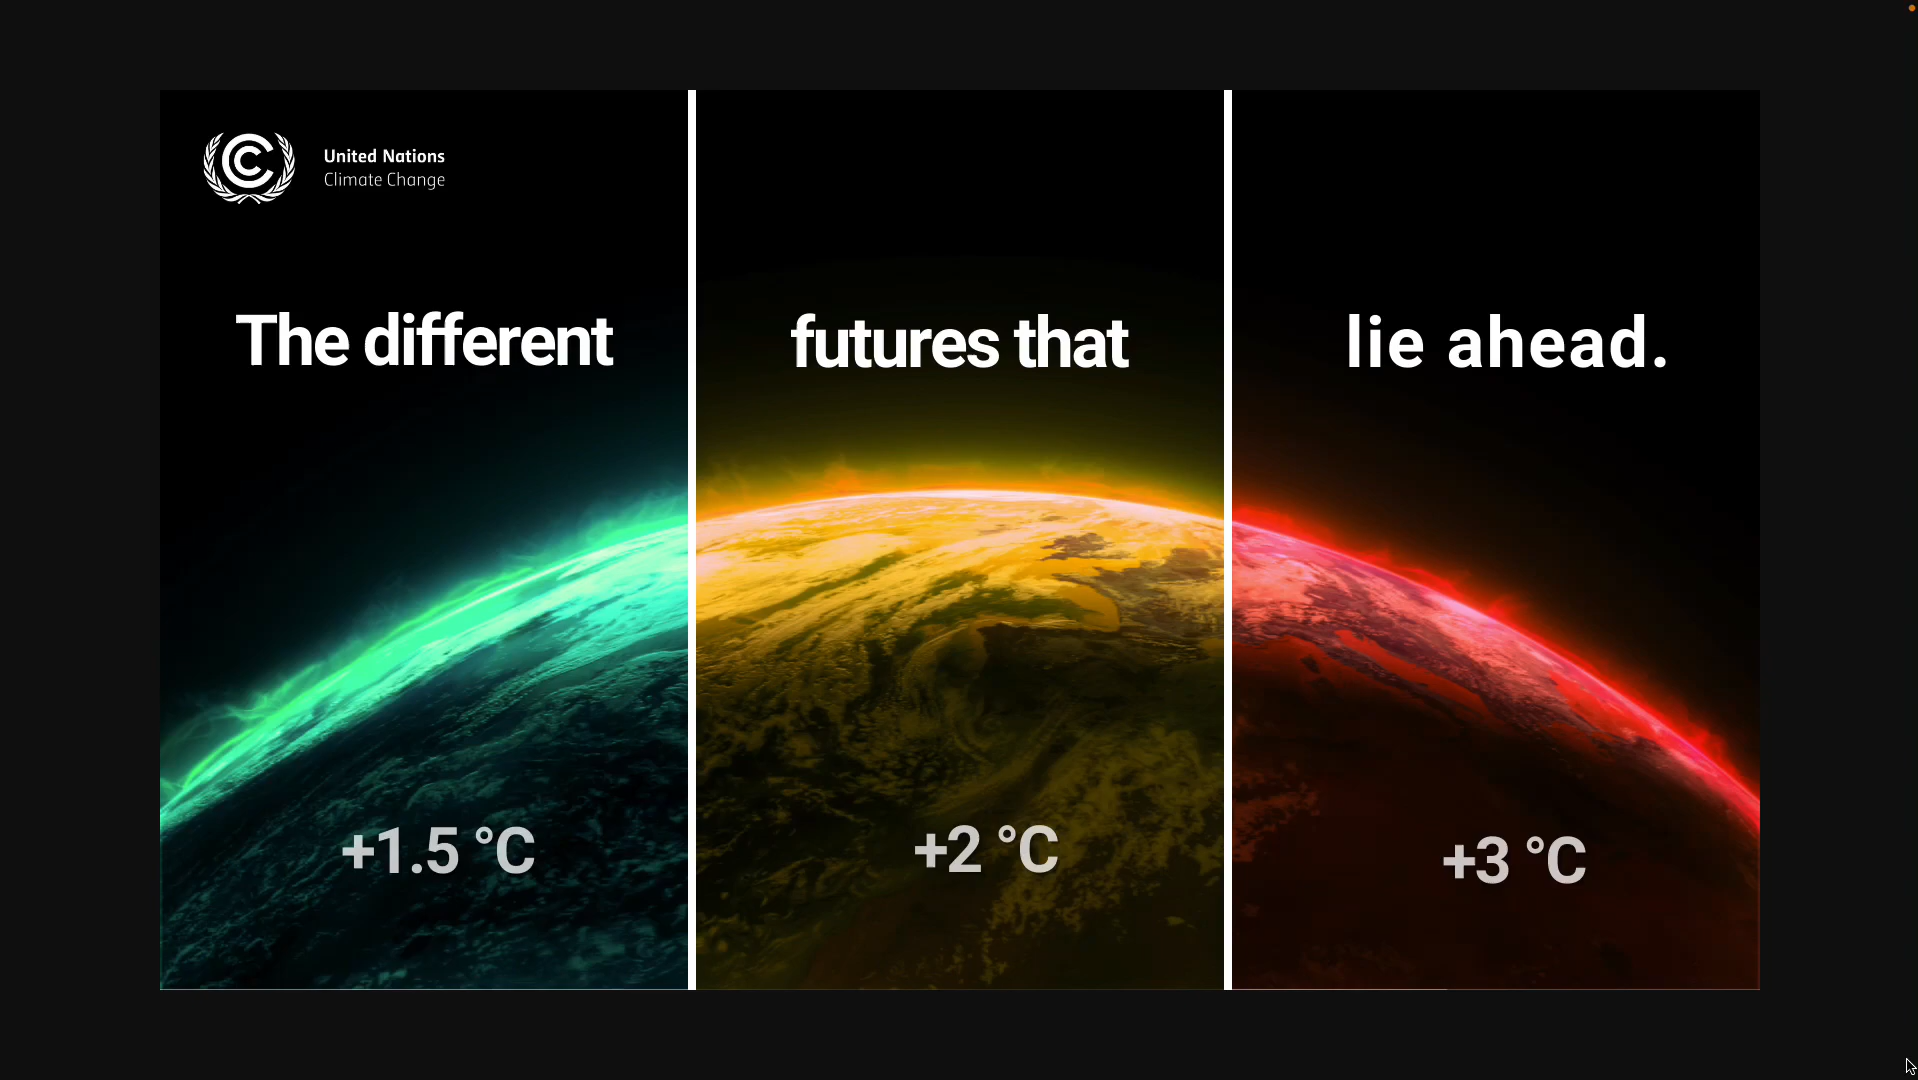 United Nations
Climate Change
The different
futures that
lie ahead.
+1.5 °C
+2 °C
+3 °C